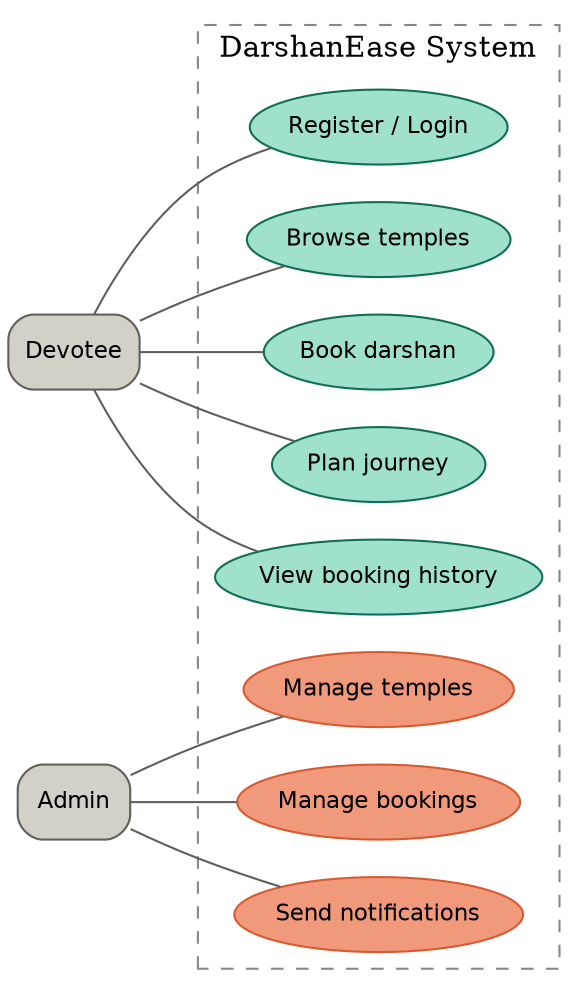 DarshanEase System
Register / Login
Browse temples
Devotee
Book darshan
Plan journey
View booking history
Manage temples
Admin
Manage bookings
Send notifications